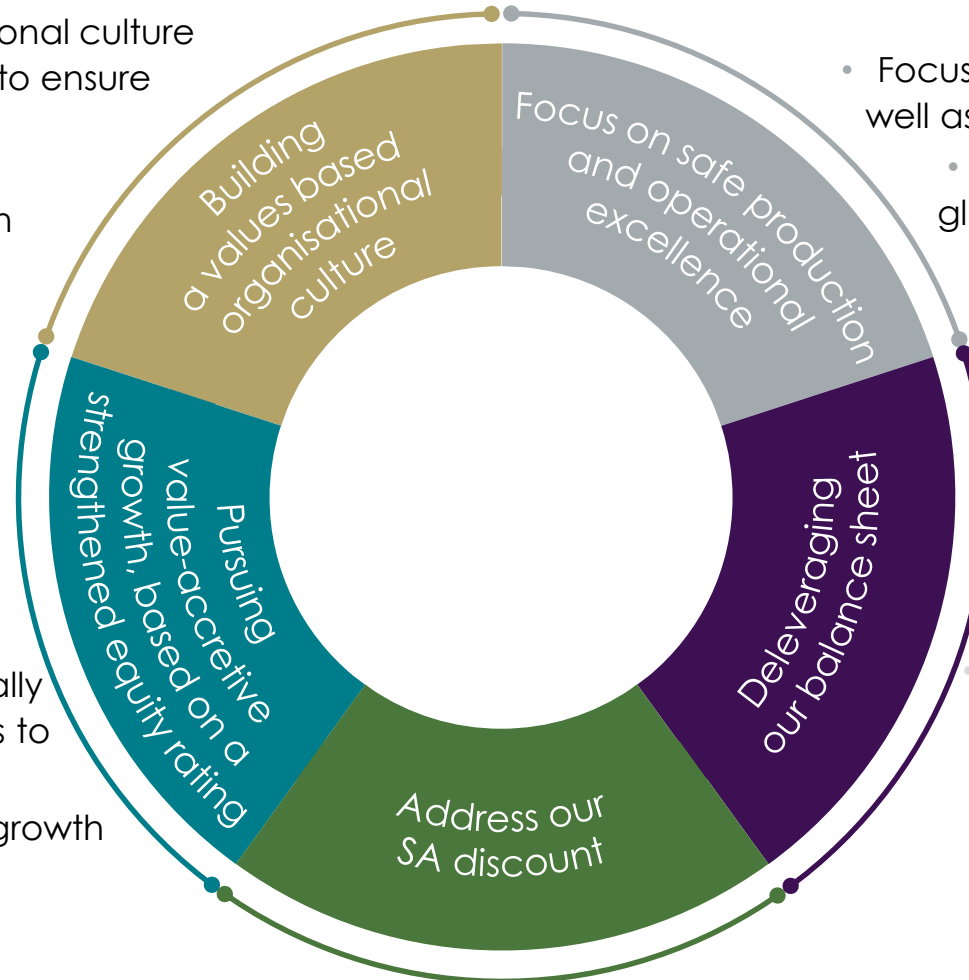 onal culture
to ensure
Building
a values based
organisational
culture
Focus on safe production
and operational
excellence
• Focus
well as
•
gl
Pursuing
value-accretive
growth, based on a
strengthened equity rating
Deleveraging
our balance sheet
ally
s to
growth
Address our
SA discount